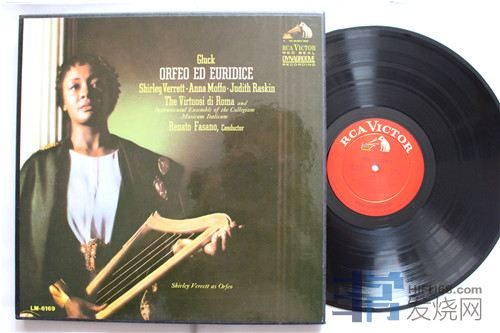 Gluck
ORFEO ED EURIDICE
Shirley Verrett · Anna Moffo · Judith Raskin
The Virtuosi di Roma and
Instrumental Ensemble of the Collegium
Musicum Italicum
Renato Fasano, Conductor
RCA VICTOR
RED SEAL
DYNAGROOVE
RECORDING
Shirley Verrett as Orfeo
LM-6169
RCA VICTOR
HIFI168.com
发烧网